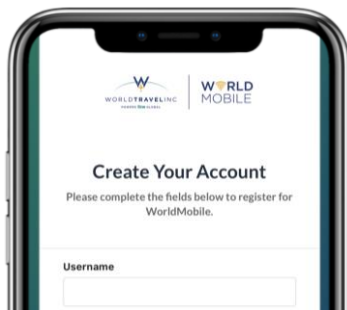 WORLDTRAVELINC
WORLD
MOBILE
Create Your Account
Please complete the fields below to register for
WorldMobile.
Username